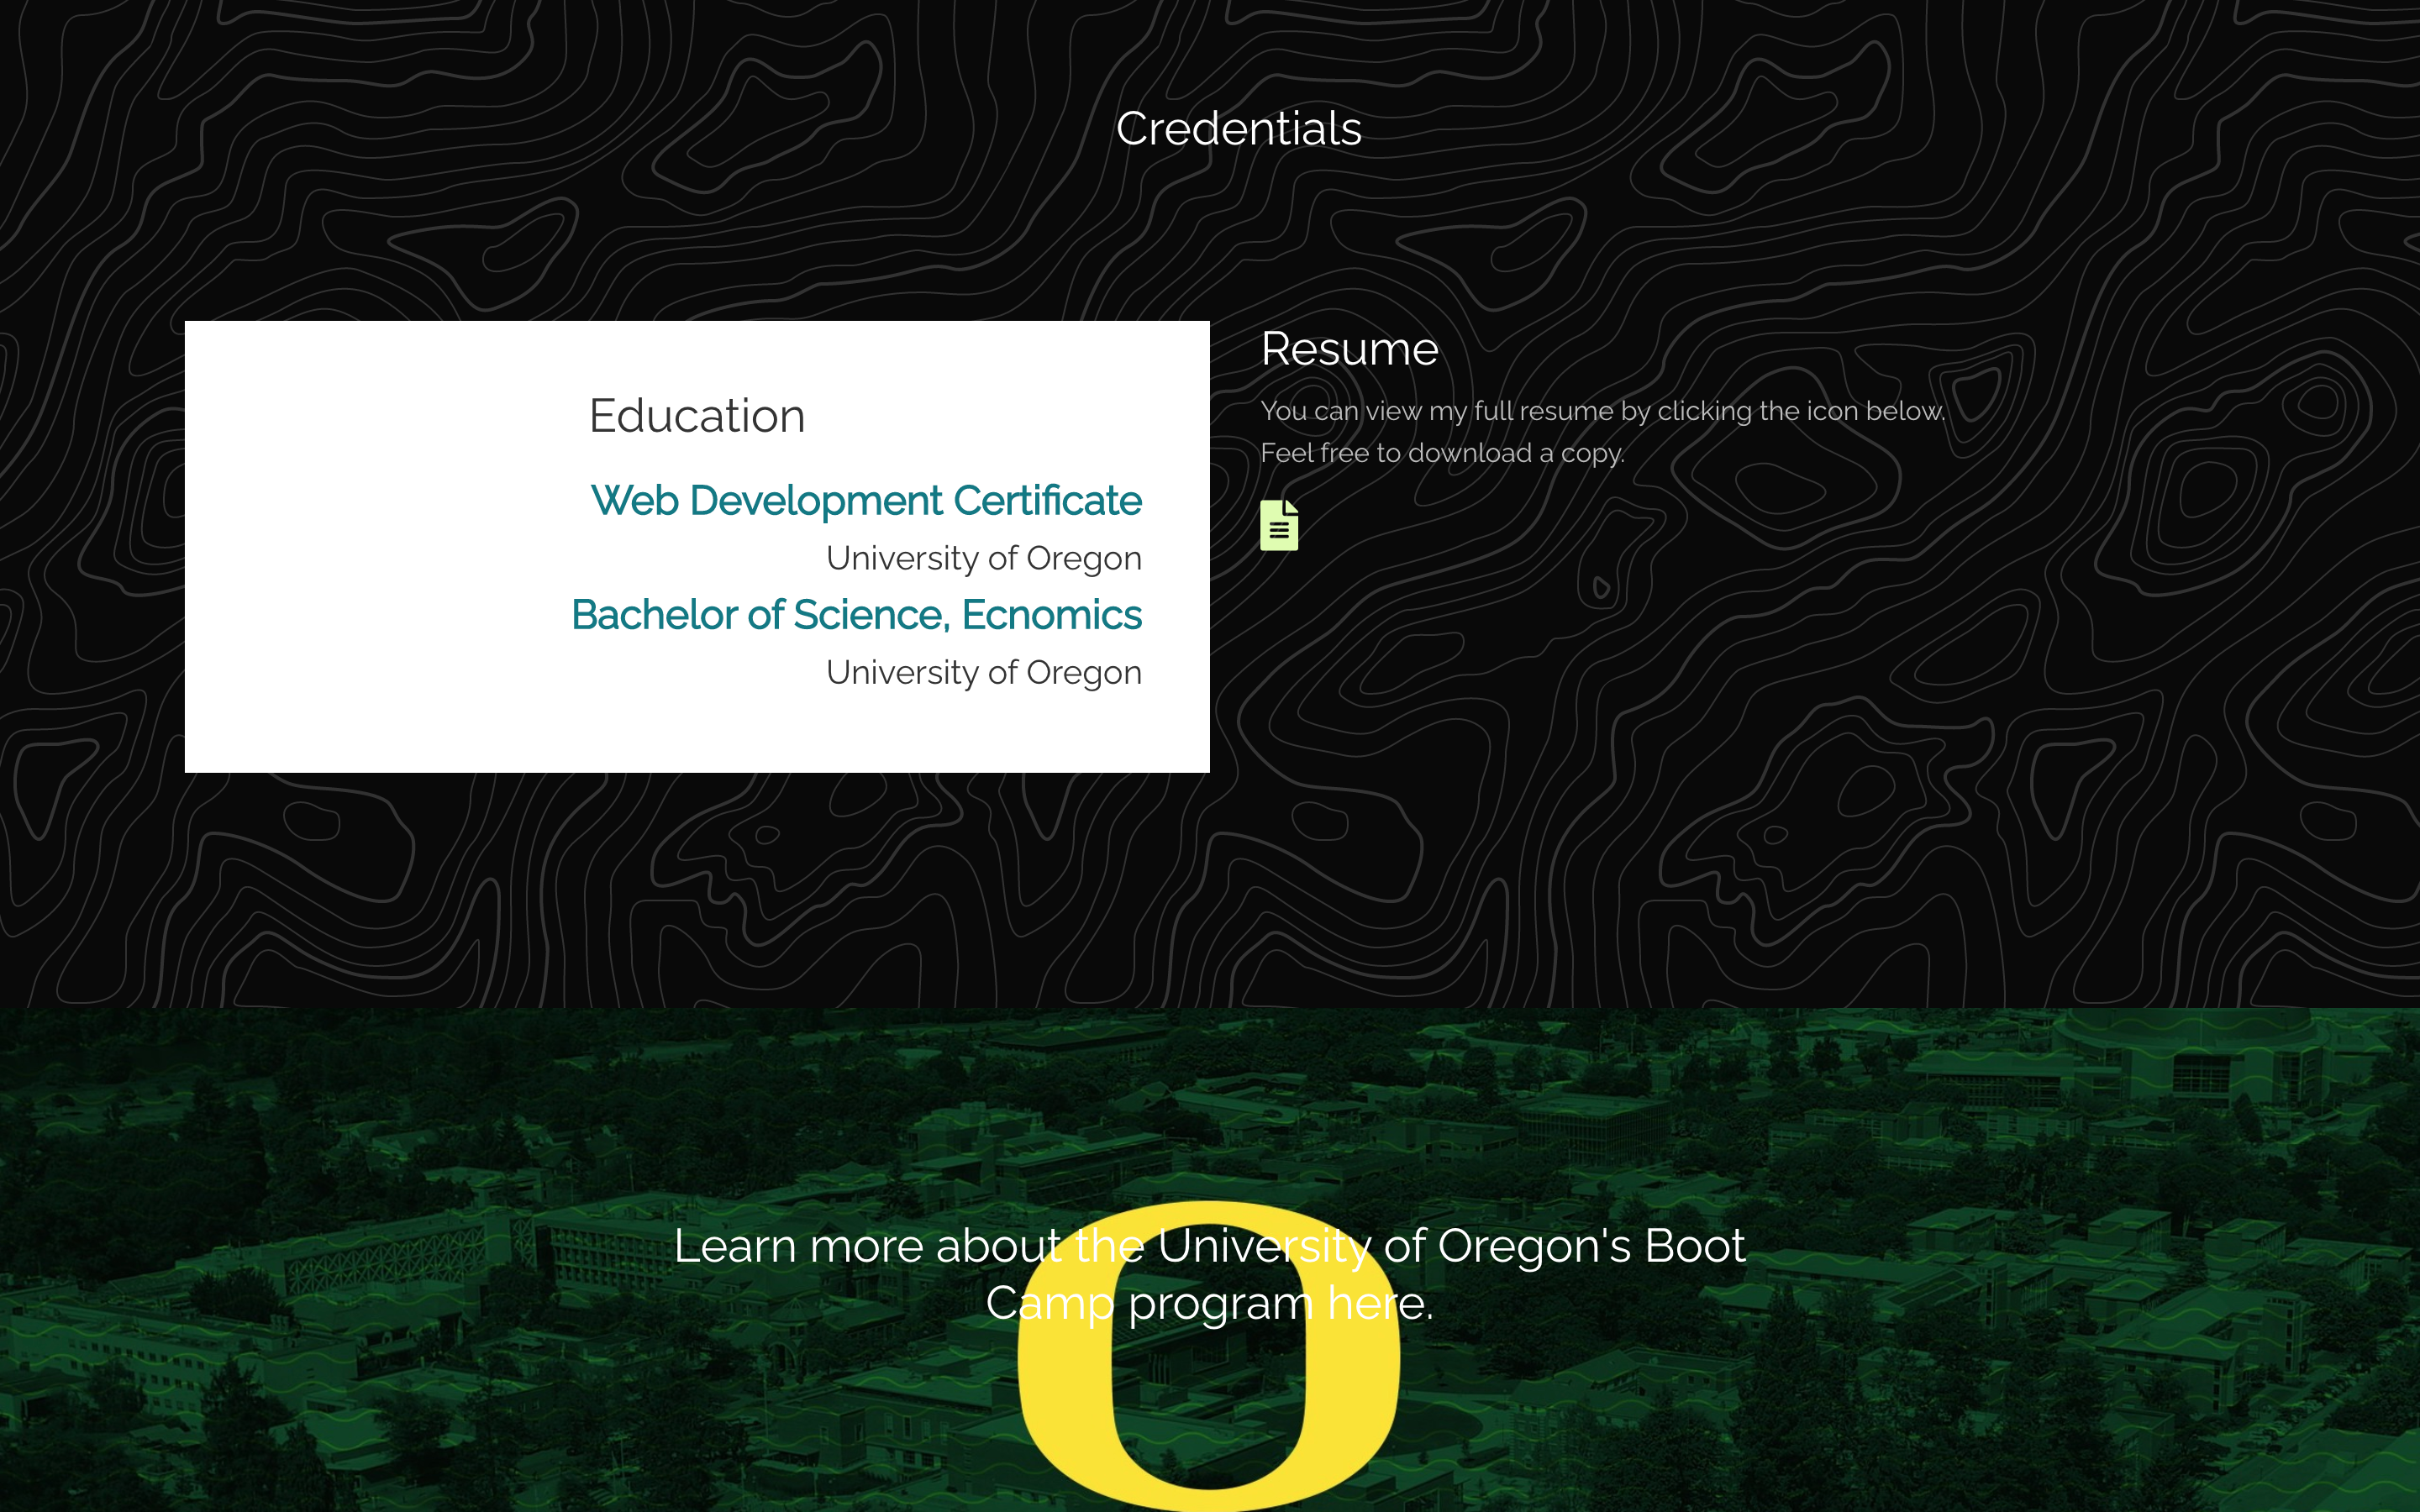 Credentials
Education
Web Development Certificate
University of Oregon
Bachelor of Science, Ecnomics
University of Oregon
Resume
You can view my full resume by clicking the icon below.
Feel free to download a copy.
Learn more about the University of Oregon's Boot
Camp program here.
O